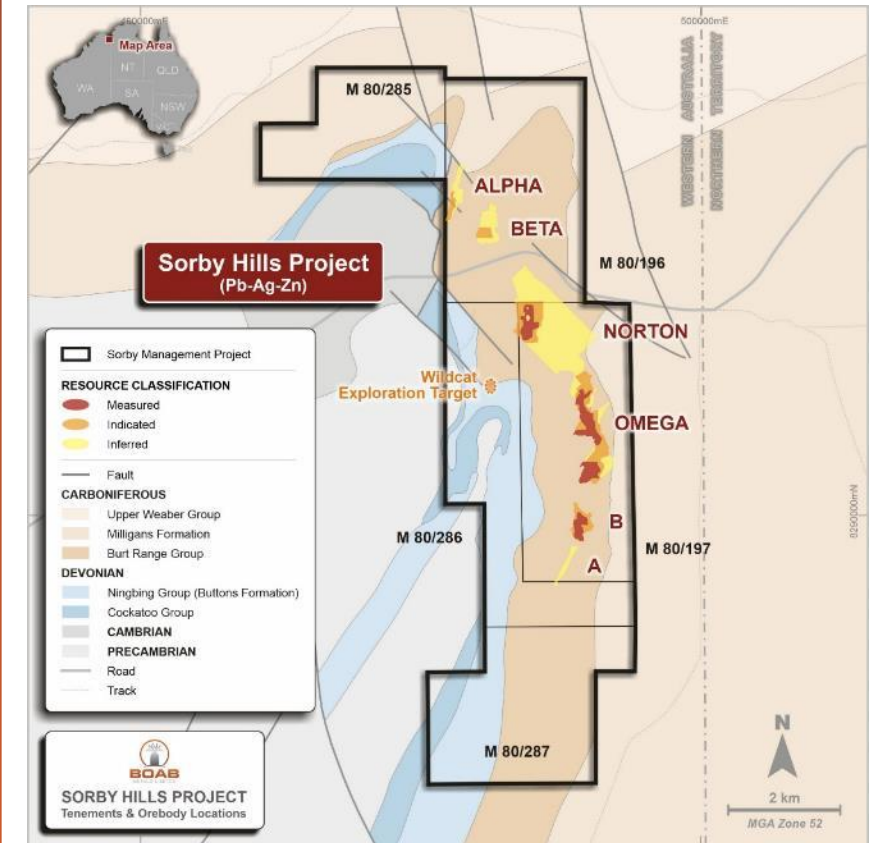 460000mE
500000mE
Map Area
NT
QLD
WA
SA
NSW
WESTERN AUSTRALIA
NORTHERN TERRITORY
M 80/285
ALPHA
BETA
Sorby Hills Project
(Pb-Ag-Zn)
M 80/196
NORTON
Wildcat
Exploration Target
OMEGA
B
M 80/286
M 80/197
A
8290000mN
M 80/287
Sorby Management Project
RESOURCE CLASSIFICATION
Measured
Indicated
Inferred
Fault
CARBONIFEROUS
Upper Weaber Group
Milligans Formation
Burt Range Group
DEVONIAN
Ningbing Group (Buttons Formation)
Cockatoo Group
CAMBRIAN
PRECAMBRIAN
Road
Track
BOAB
SORBY HILLS PROJECT
Tenements & Orebody Locations
N
2 km
MGA Zone 52